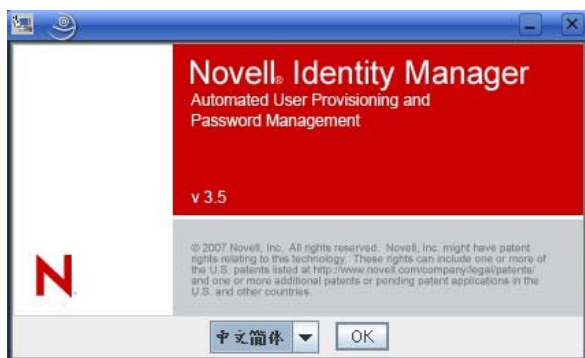 Novell® Identity Manager
Automated User Provisioning and
Password Management
v 3.5
© 2007 Novell, Inc. All rights reserved. Novell, Inc. might have patent
rights relating to this technology. These rights can include one or more of
the U.S. patents listed at http://www.novell.com/company/legal/patents/
and one or more additional patents or pending patent applications in the
U.S. and other countries.
N
中文简体
OK